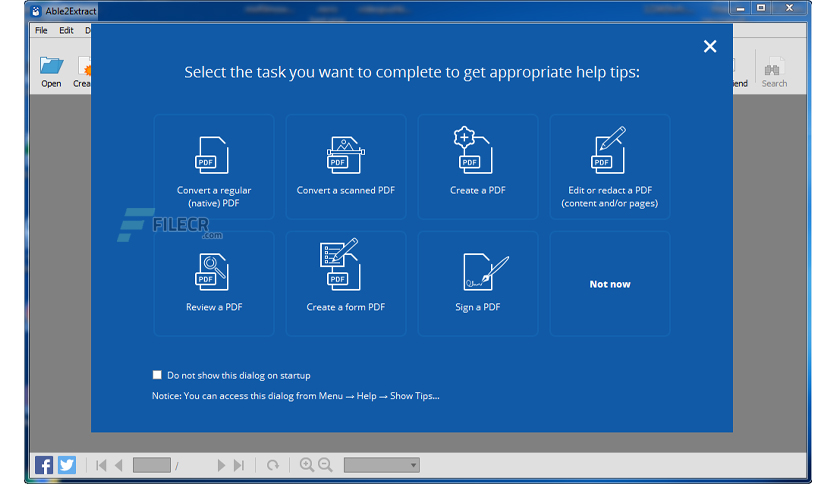 Able2Extract
File Edit D
Open
Crea
iend
Search
Select the task you want to complete to get appropriate help tips:
PDF
Convert a regular
(native) PDF
PDF
Convert a scanned PDF
PDF
Create a PDF
PDF
Edit or redact a PDF
(content and/or pages)
FILECR
.com
PDF
Review a PDF
PDF
Create a form PDF
Sign a PDF
Not now
Do not show this dialog on startup
Notice: You can access this dialog from Menu → Help → Show Tips...
/